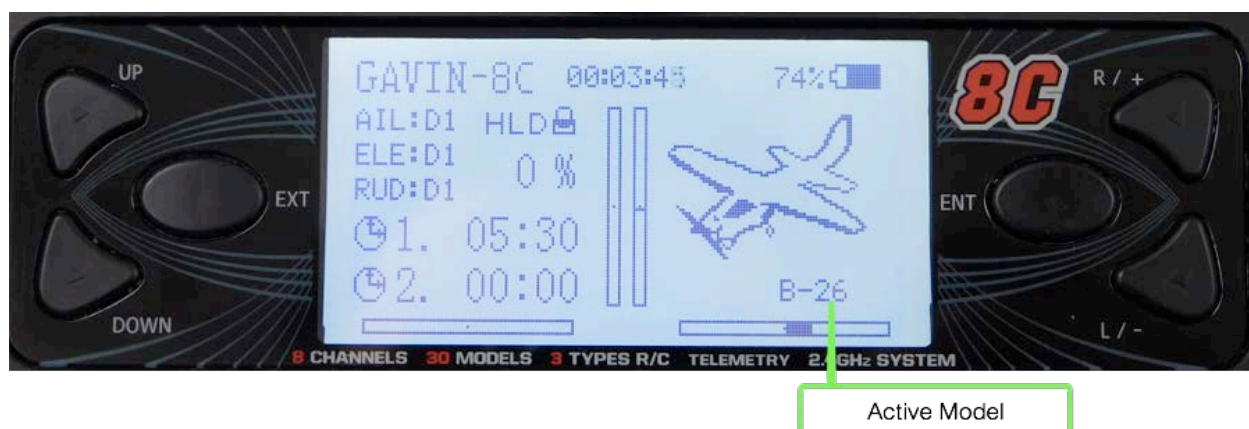 UP
EXT
DOWN
GAVIN-8C 00:03:45 74%
AIL:D1 HLD
ELE:D1
RUD:D1
0 %
1. 05:30
2. 00:00
B-26
8C
R / +
ENT
L / -
8 CHANNELS 30 MODELS 3 TYPES R/C TELEMETRY 2.4GHz SYSTEM
Active Model